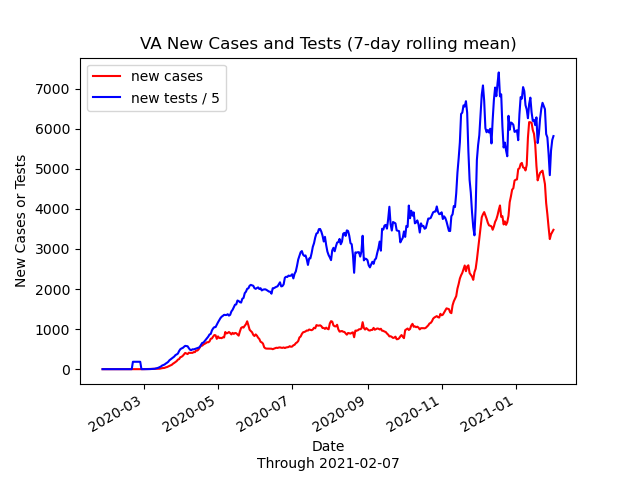 VA New Cases and Tests (7-day rolling mean)
new cases
new tests / 5
7000
6000
5000
4000
3000
2000
1000
0
New Cases or Tests
2020-03
2020-05
2020-07
2020-09
2020-11
2021-01
Date
Through 2021-02-07